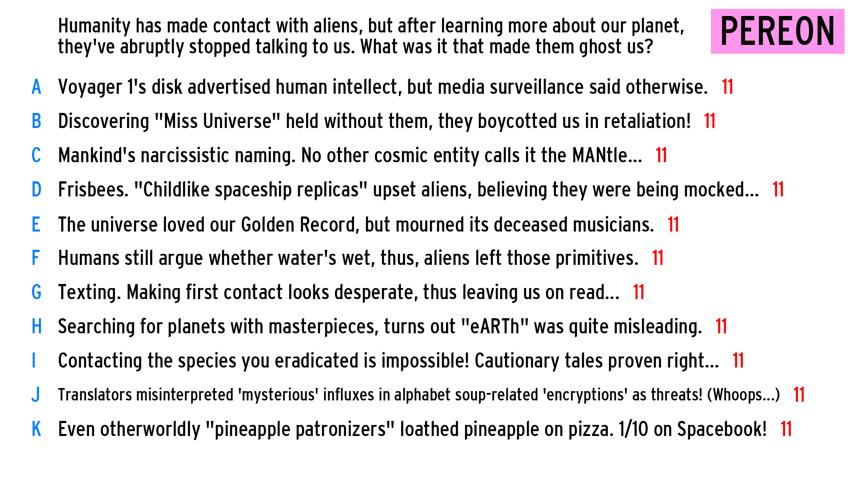 Humanity has made contact with aliens, but after learning more about our planet,
they've abruptly stopped talking to us. What was it that made them ghost us?
PEREON
A Voyager 1's disk advertised human intellect, but media surveillance said otherwise. 11
B Discovering "Miss Universe" held without them, they boycotted us in retaliation! 11
C Mankind's narcissistic naming. No other cosmic entity calls it the MANtle... 11
D Frisbees. "Childlike spaceship replicas" upset aliens, believing they were being mocked... 11
E The universe loved our Golden Record, but mourned its deceased musicians. 11
F Humans still argue whether water's wet, thus, aliens left those primitives. 11
G Texting. Making first contact looks desperate, thus leaving us on read... 11
H Searching for planets with masterpieces, turns out "eARTh" was quite misleading. 11
I Contacting the species you eradicated is impossible! Cautionary tales proven right... 11
J Translators misinterpreted 'mysterious' influxes in alphabet soup-related 'encryptions' as threats! (Whoops...) 11
K Even otherworldly "pineapple patronizers" loathed pineapple on pizza. 1/10 on Spacebook! 11